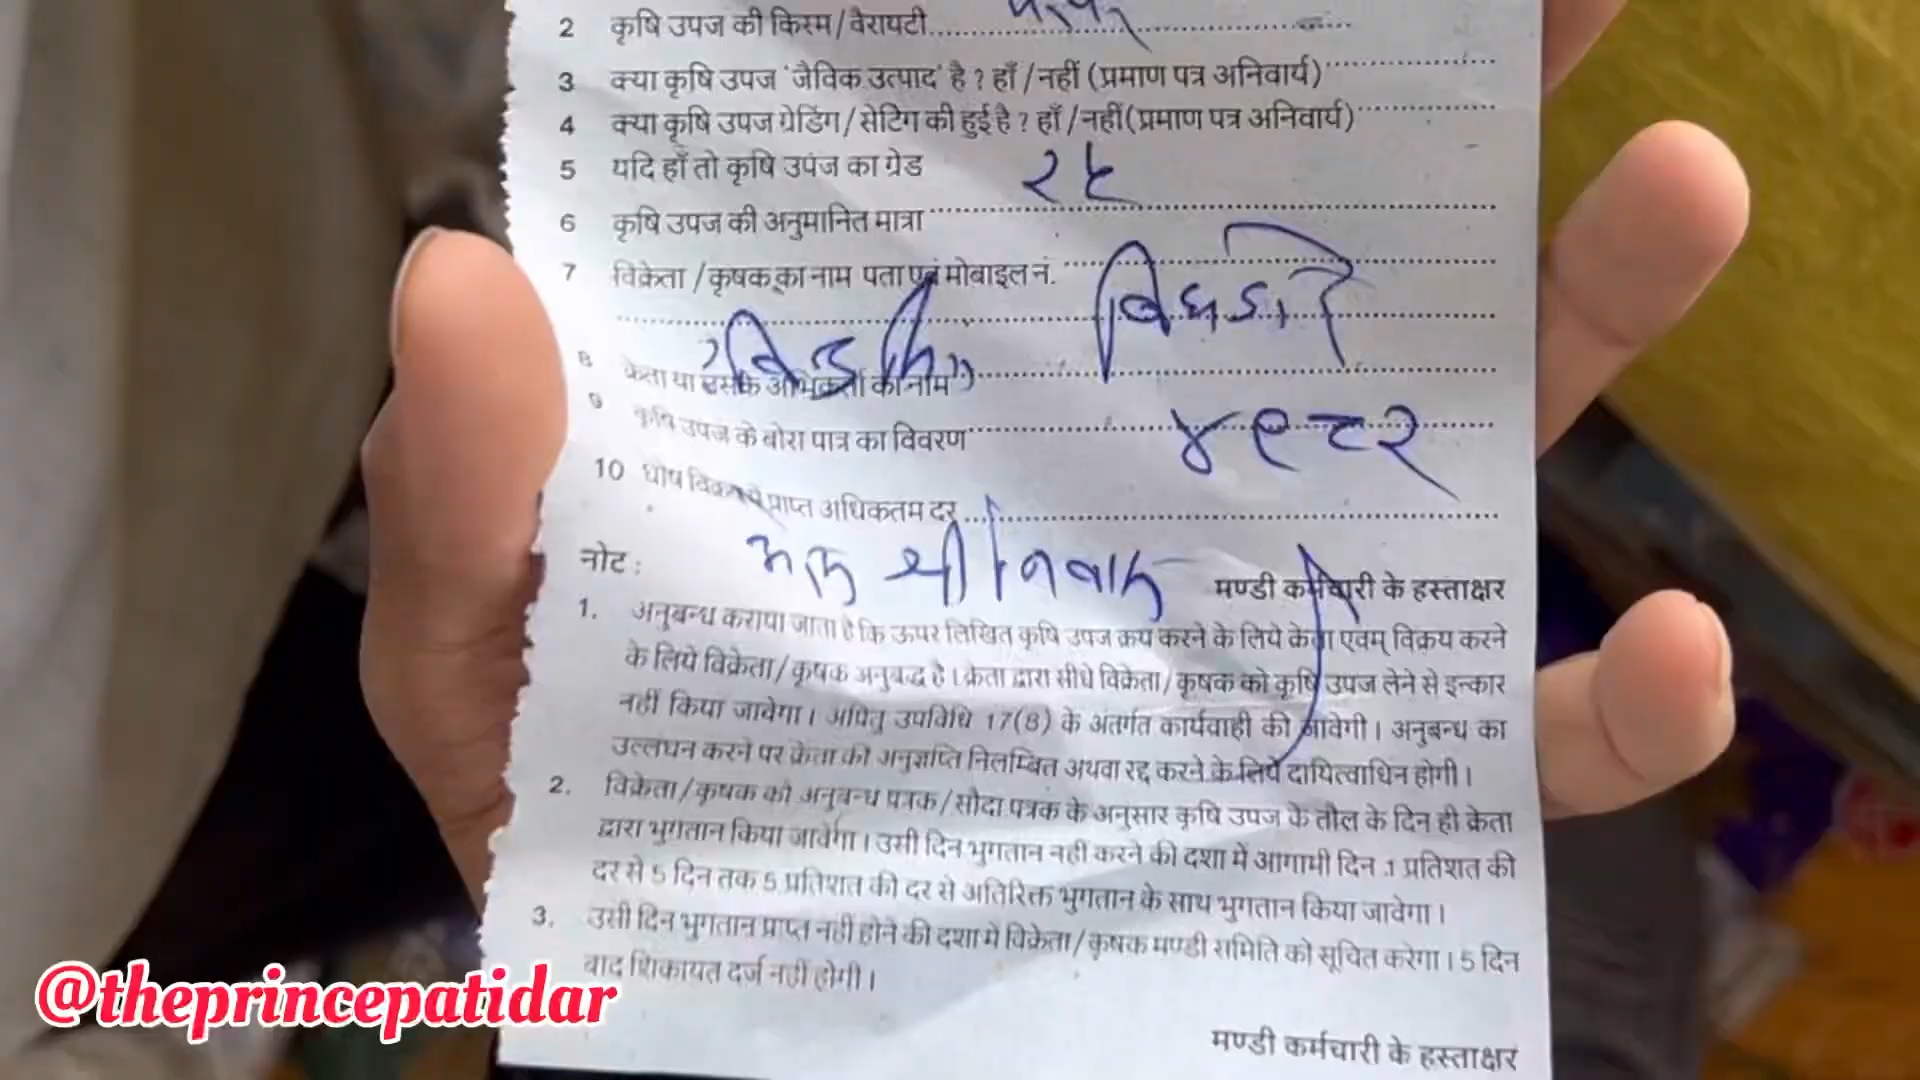 2 कृषि उपज की किस्म / वैरायटी
3 क्या कृषि उपज 'जैविक उत्पाद' है ? हाँ / नहीं (प्रमाण पत्र अनिवार्य)
4 क्या कृषि उपज ग्रेडिंग / सेटिग की हुई है ? हाँ / नहीं (प्रमाण पत्र अनिवार्य)
5 यदि हाँ तो कृषि उपज का ग्रेड
२५
6 कृषि उपज की अनुमानित मात्रा
7 विक्रेता / कृषक का नाम पता एवं मोबाइल नं.
8 क्रेता या उसके अभिकर्ता का नाम
9 कृषि उपज के बोरा पात्र का विवरण
४९८२
10 घोष विक्रय में प्राप्त अधिकतम दर
नोट :
मण्डी कर्मचारी के हस्ताक्षर
1. अनुबन्ध कराया जाता है कि ऊपर लिखित कृषि उपज क्रय करने के लिये क्रेता एवम् विक्रय करने
के लिये विक्रेता / कृषक अनुबद्ध है । क्रेता द्वारा सीधे विक्रेता / कृषक को कृषि उपज लेने से इन्कार
नहीं किया जावेगा । अपितु उपविधि 17(8) के अंतर्गत कार्यवाही की जावेगी । अनुबन्ध का
उल्लघन करने पर क्रेता की अनुज्ञप्ति निलम्बित अथवा रद्द करने के लिये दायित्वाधिन होगी ।
2. विक्रेता / कृषक को अनुबन्ध पत्रक / सौदा पत्रक के अनुसार कृषि उपज के तौल के दिन ही क्रेता
द्वारा भुगतान किया जावेगा । उसी दिन भुगतान नही करने की दशा में आगामी दिन .1 प्रतिशत की
दर से 5 दिन तक 5 प्रतिशत की दर से अतिरिक्त भुगतान के साथ भुगतान किया जावेगा ।
3. उसी दिन भुगतान प्राप्त नहीं होने की दशा में विक्रेता / कृषक मण्डी समिति को सूचित करेगा । 5 दिन
बाद शिकायत दर्ज नहीं होगी ।
@theprincepatidar
मण्डी कर्मचारी के हस्ताक्षर